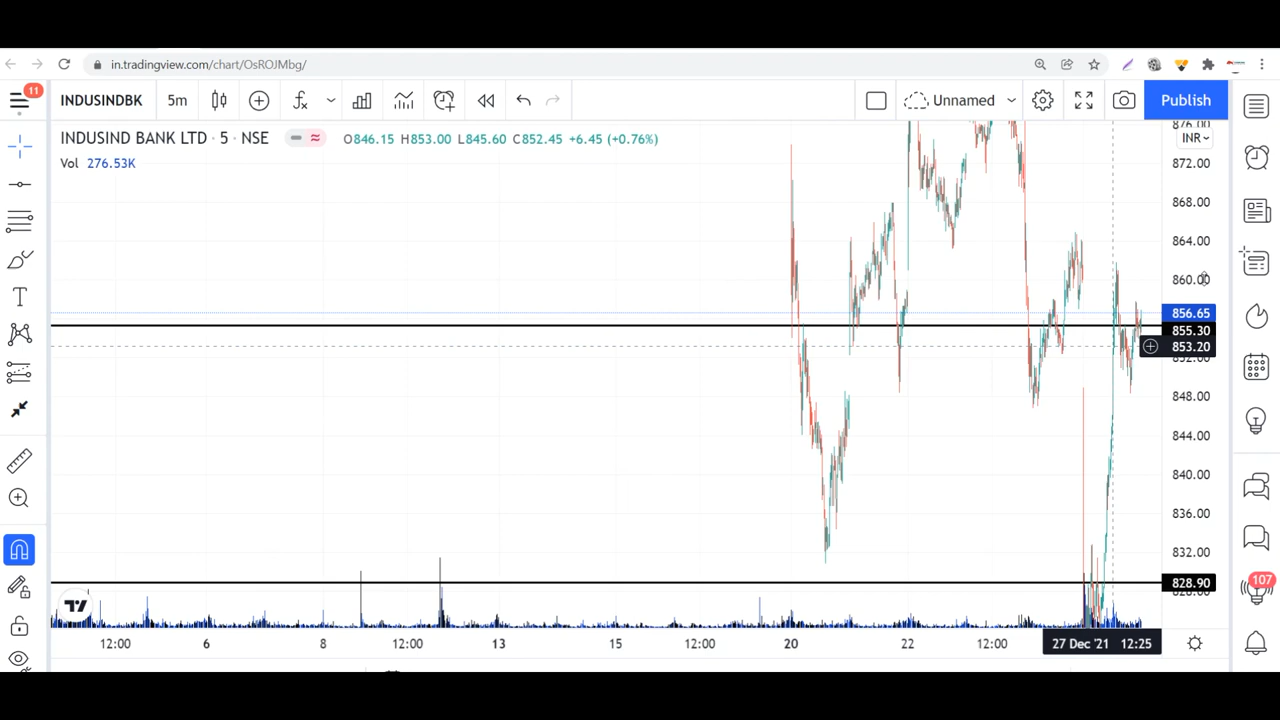 in.tradingview.com/chart/OsROJMbg/
11
INDUSINDBK 5m Unnamed Publish
INDUSIND BANK LTD · 5 · NSE O846.15 H853.00 L845.60 C852.45 +6.45 (+0.76%)
Vol 276.53K
876.00
INR
872.00
868.00
864.00
860.00
856.65
855.30
853.20
852.00
848.00
844.00
840.00
836.00
832.00
828.90
107
12:00 6 8 12:00 13 15 12:00 20 22 12:00 27 Dec '21 12:25